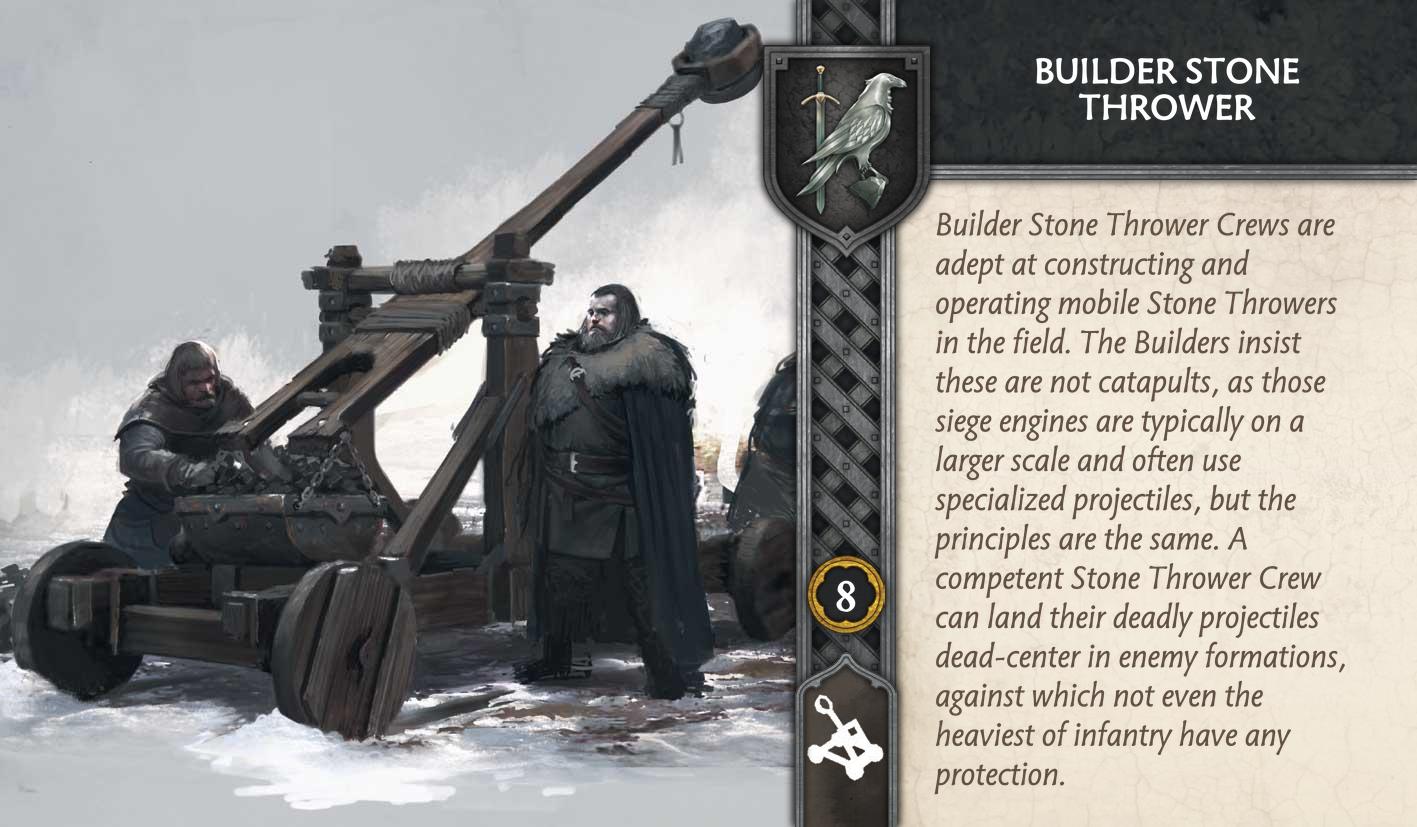 BUILDER STONE
THROWER
Builder Stone Thrower Crews are
adept at constructing and
operating mobile Stone Throwers
in the field. The Builders insist
these are not catapults, as those
siege engines are typically on a
larger scale and often use
specialized projectiles, but the
principles are the same. A
competent Stone Thrower Crew
can land their deadly projectiles
dead-center in enemy formations,
against which not even the
heaviest of infantry have any
protection.
8